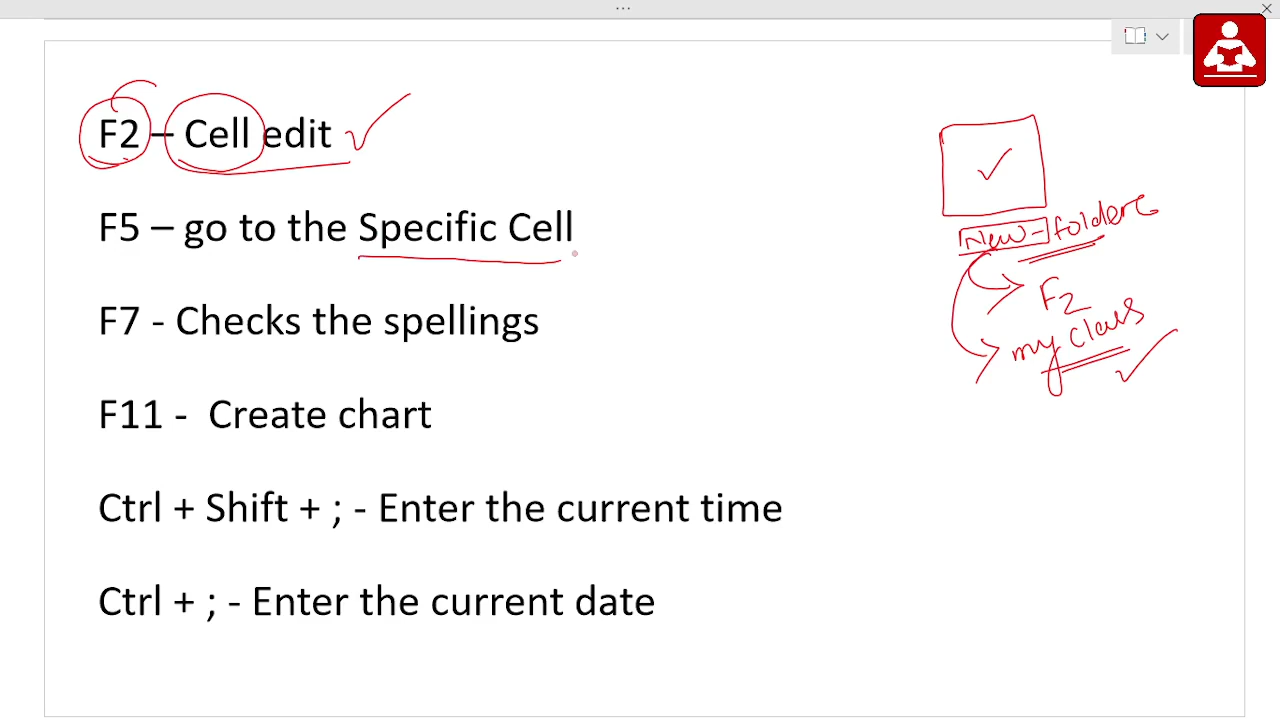 F2 – Cell edit
F5 – go to the Specific Cell
F7 - Checks the spellings
F11 - Create chart
Ctrl + Shift + ; - Enter the current time
Ctrl + ; - Enter the current date
New - folder
F2
my class